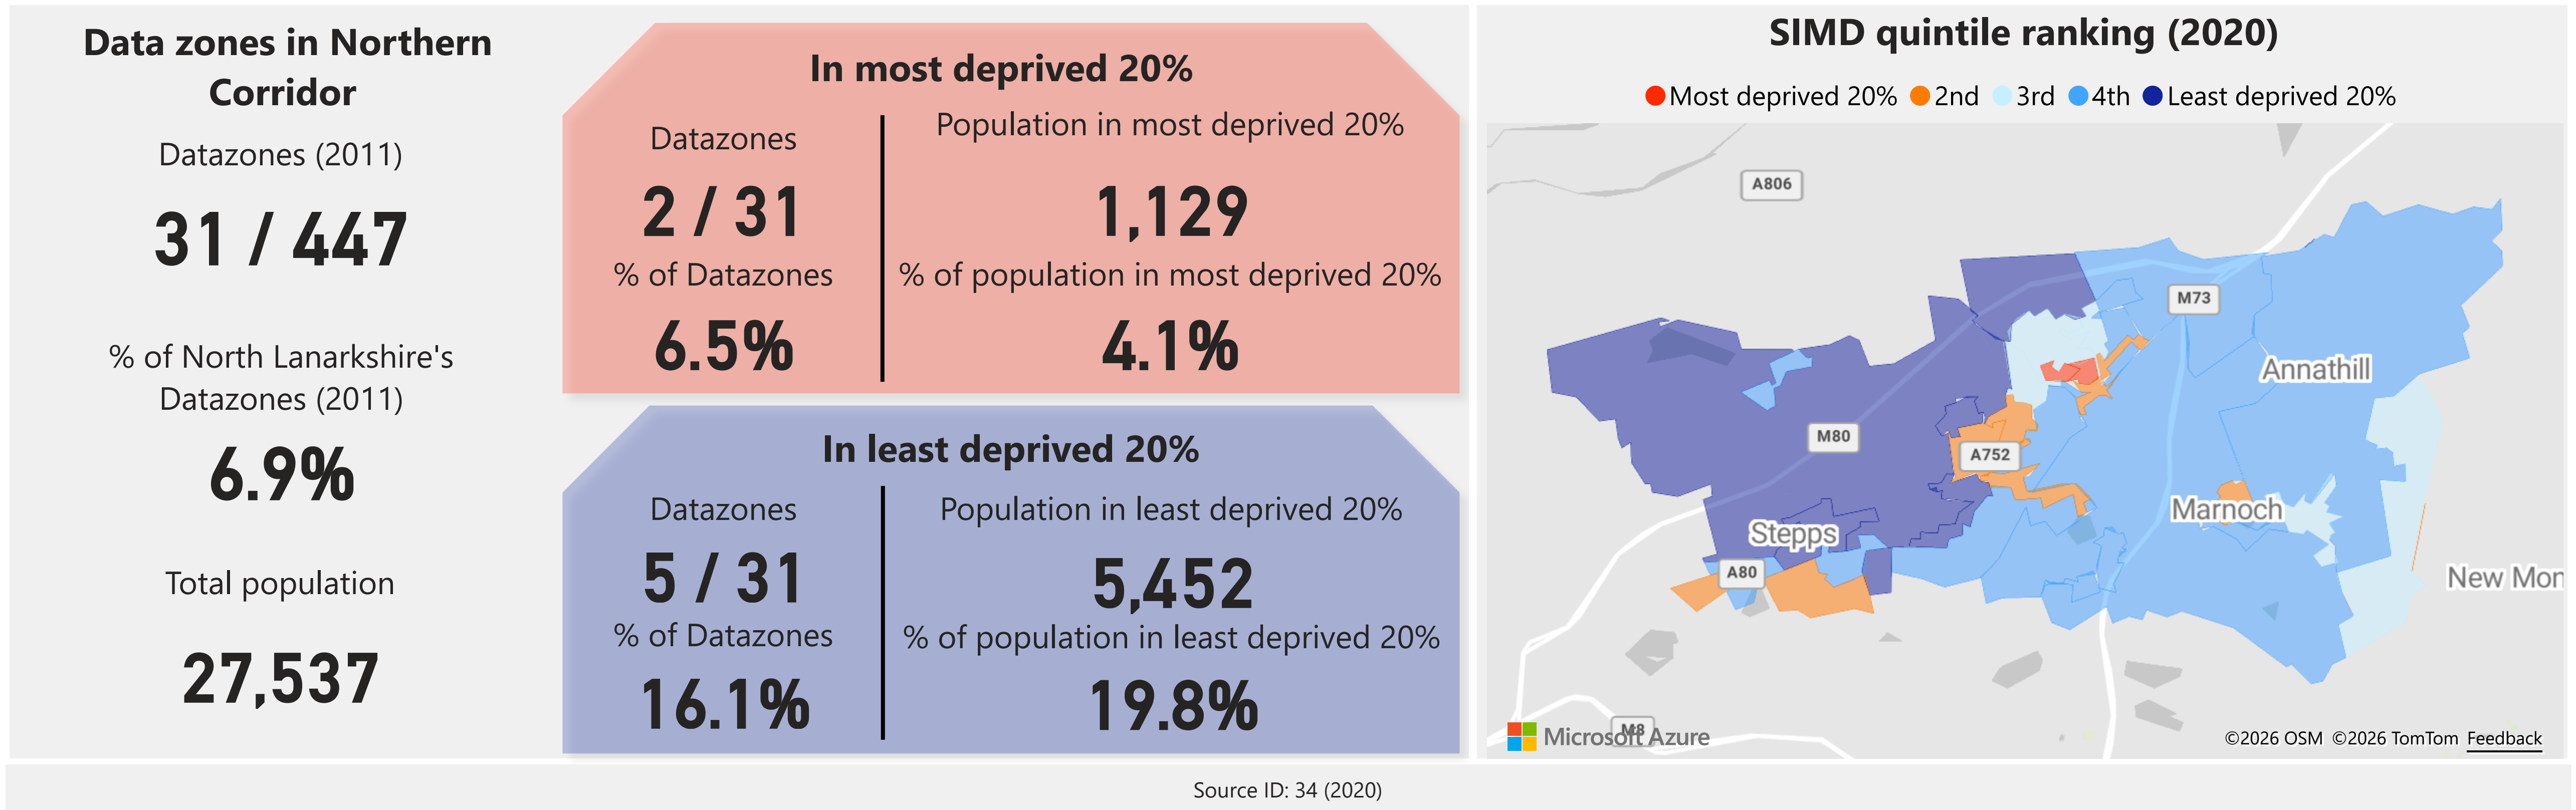 Data zones in Northern
Corridor
Datazones (2011)
31 / 447
% of North Lanarkshire's
Datazones (2011)
6.9%
Total population
27,537
In most deprived 20%
Datazones
2 / 31
% of Datazones
6.5%
Population in most deprived 20%
1,129
% of population in most deprived 20%
4.1%
In least deprived 20%
Datazones
5 / 31
% of Datazones
16.1%
Population in least deprived 20%
5,452
% of population in least deprived 20%
19.8%
SIMD quintile ranking (2020)
Most deprived 20% 2nd 3rd 4th Least deprived 20%
A806
M73
Annathill
M80
A752
Marnoch
Stepps
A80
New Mon
M8
Microsoft Azure
©2026 OSM ©2026 TomTom Feedback
Source ID: 34 (2020)